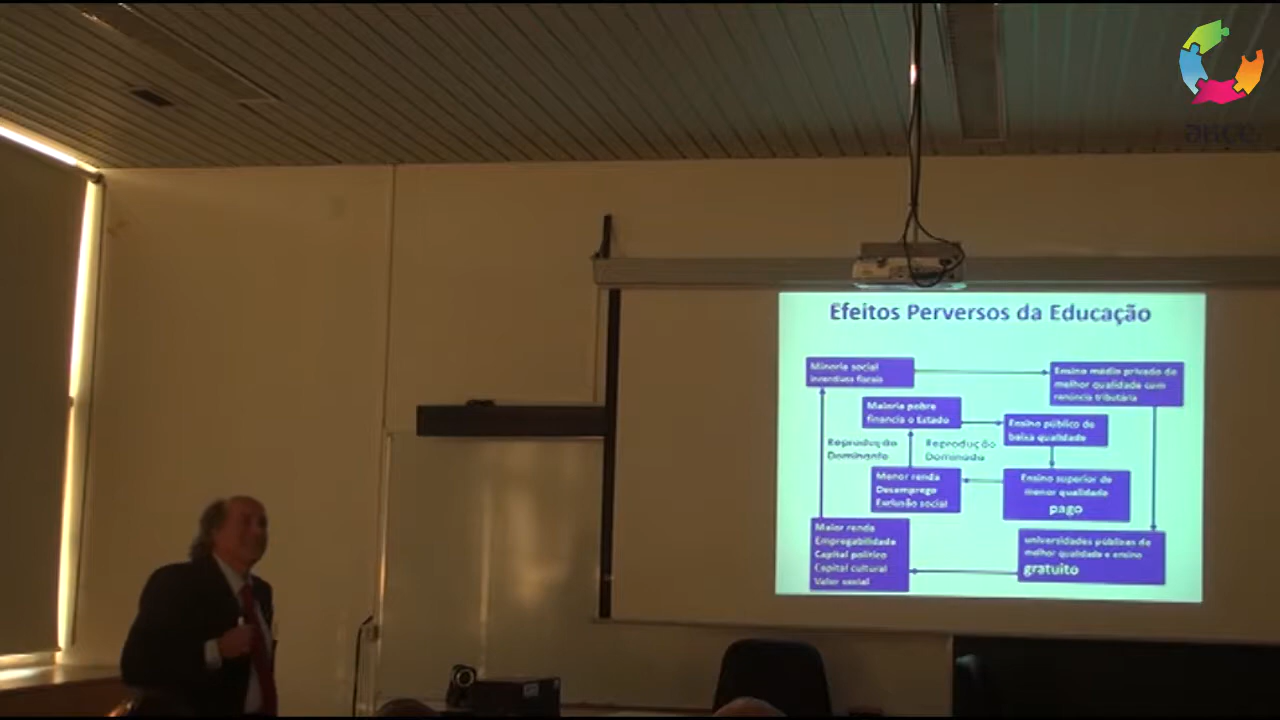 Efeitos Perversos da Educação
Minoria social
incentivos fiscais
Ensino médio privado de
melhor qualidade com
renúncia tributária
Maioria pobre
financia o Estado
Ensino público de
baixa qualidade
Reprodução
Dominante
Reprodução
Dominada
Menor renda
Desemprego
Exclusão social
Ensino superior de
menor qualidade
pago
Maior renda
Empregabilidade
Capital político
Capital cultural
Valor social
universidades públicas de
melhor qualidade e ensino
gratuito